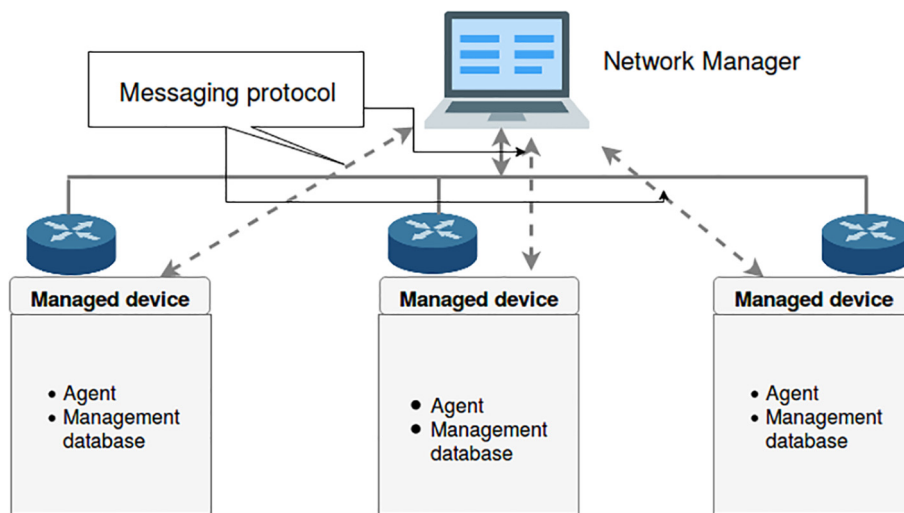 Network Manager
Messaging protocol
Managed device
• Agent
• Management
database
Managed device
• Agent
• Management
database
Managed device
• Agent
• Management
database